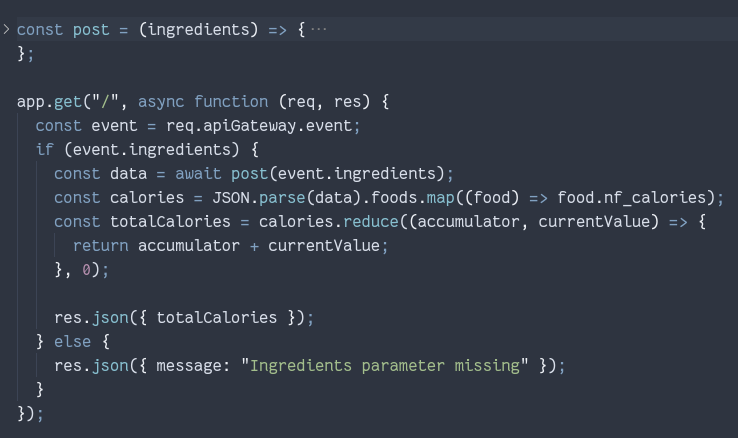 const post = (ingredients) => { ···
};
app.get("/", async function (req, res) {
const event = req.apiGateway.event;
if (event.ingredients) {
const data = await post(event.ingredients);
const calories = JSON.parse(data).foods.map((food) => food.nf_calories);
const totalCalories = calories.reduce((accumulator, currentValue) => {
return accumulator + currentValue;
}, 0);
res.json({ totalCalories });
} else {
res.json({ message: "Ingredients parameter missing" });
}
});